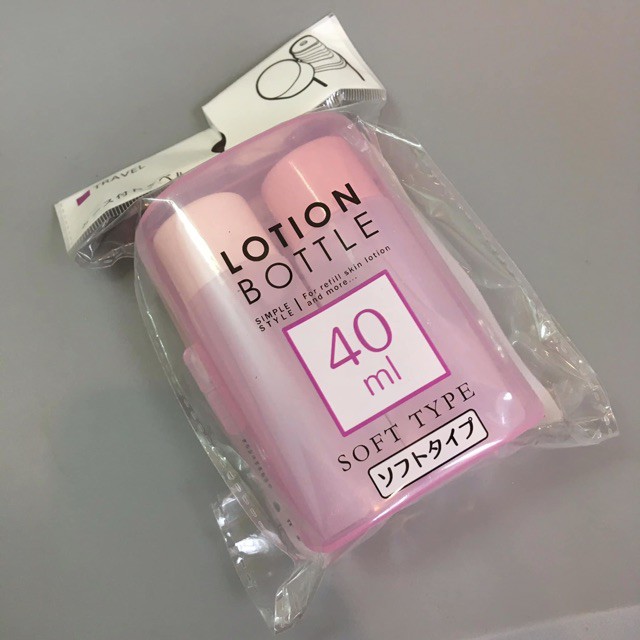 TRAVEL
LOTION
BOTTLE
SIMPLE
STYLE
For refill skin lotion
and more...
40
ml
SOFT TYPE
ソフトタイプ